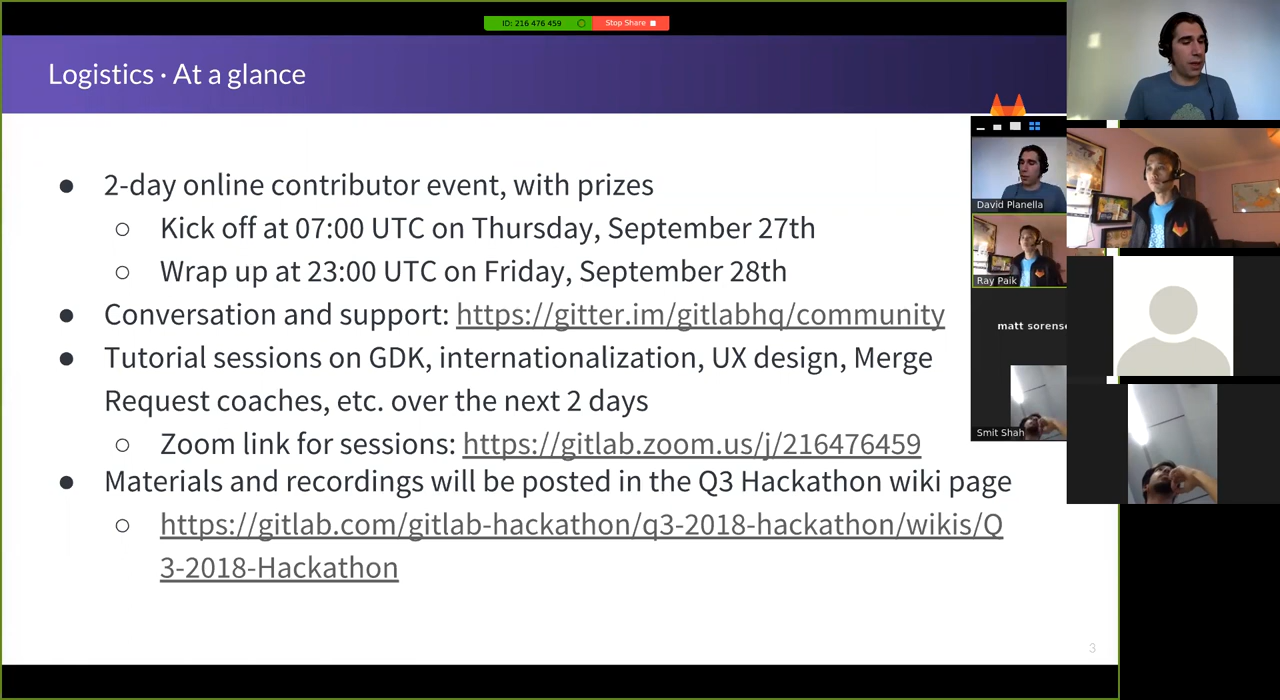 ID: 216 476 459 Stop Share
Logistics · At a glance
● 2-day online contributor event, with prizes
○ Kick off at 07:00 UTC on Thursday, September 27th
○ Wrap up at 23:00 UTC on Friday, September 28th
● Conversation and support: https://gitter.im/gitlabhq/community
● Tutorial sessions on GDK, internationalization, UX design, Merge
Request coaches, etc. over the next 2 days
○ Zoom link for sessions: https://gitlab.zoom.us/j/216476459
● Materials and recordings will be posted in the Q3 Hackathon wiki page
○ https://gitlab.com/gitlab-hackathon/q3-2018-hackathon/wikis/Q
3-2018-Hackathon
3
David Planella
Ray Paik
matt sorense
Smit Shah